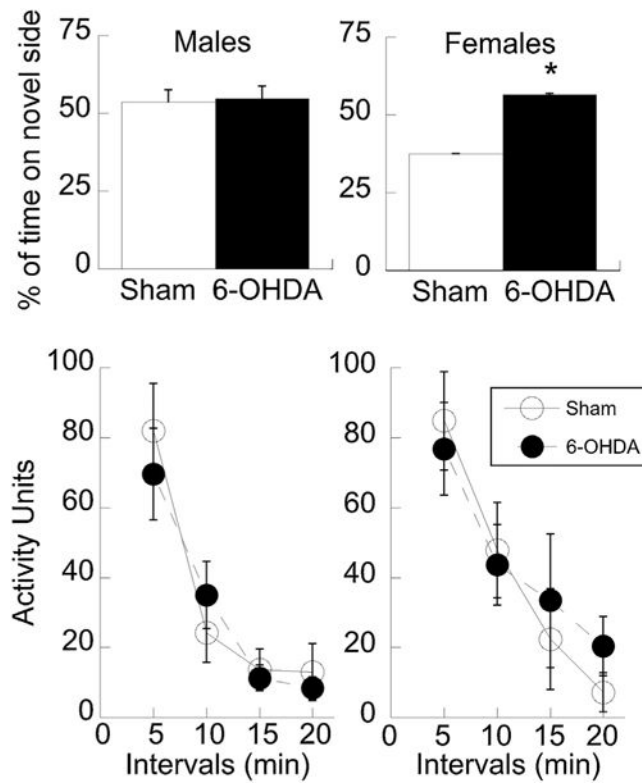 % of time on novel side
75
50
25
0
Males
Sham
6-OHDA
75
50
25
0
Females
*
Sham
6-OHDA
Activity Units
100
80
60
40
20
0
0 5 10 15 20
Intervals (min)
100
80
60
40
20
0
0 5 10 15 20
Intervals (min)
Sham
6-OHDA